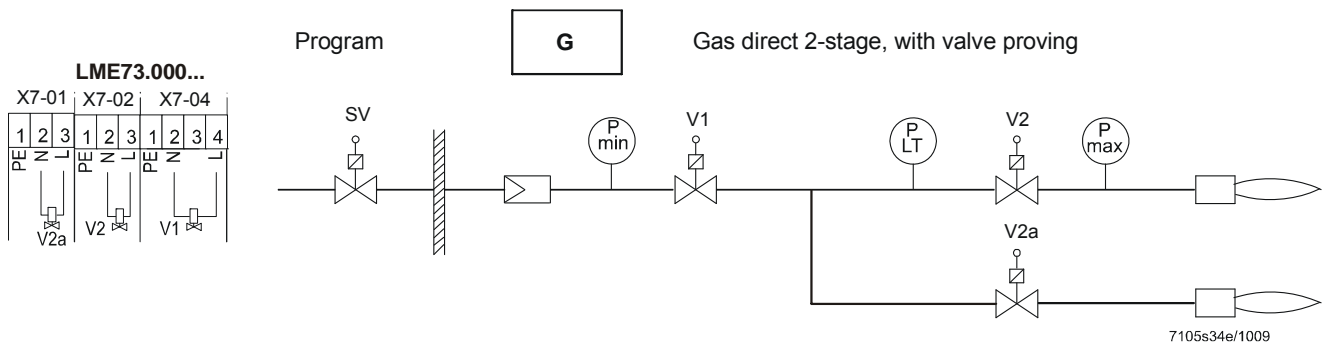 Program
G
Gas direct 2-stage, with valve proving
LME73.000...
X7-01 X7-02 X7-04
1 2 3 1 2 3 1 2 3 4
PE N L PE N L PE N L
V2a V2 V1
SV
P min
V1
P LT
V2
P max
V2a
7105s34e/1009